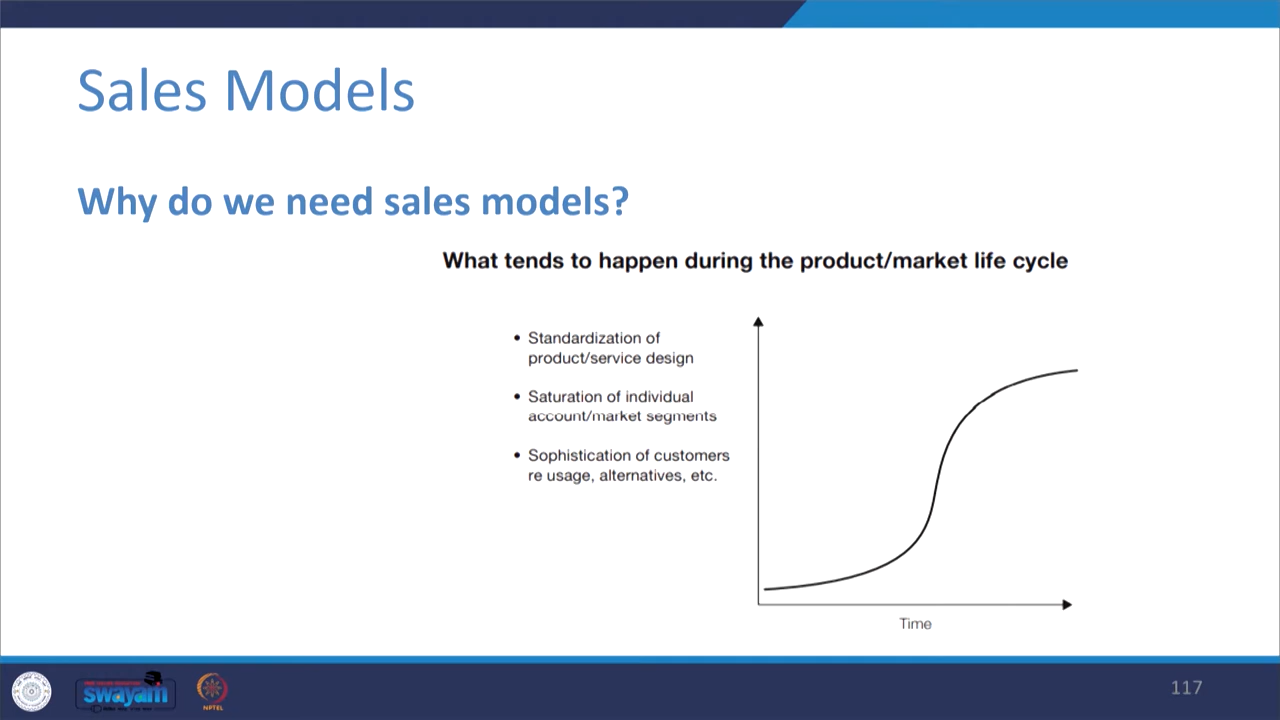 Sales Models
Why do we need sales models?
What tends to happen during the product/market life cycle
• Standardization of
product/service design
• Saturation of individual
account/market segments
• Sophistication of customers
re usage, alternatives, etc.
Time
swayam
NPTEL
117